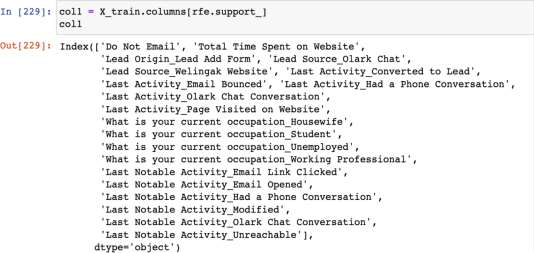 In [229]: col1 = X_train.columns[rfe.support_]
col1
Out[229]: Index(['Do Not Email', 'Total Time Spent on Website',
'Lead Origin_Lead Add Form', 'Lead Source_Olark Chat',
'Lead Source_Welingak Website', 'Last Activity_Converted to Lead',
'Last Activity_Email Bounced', 'Last Activity_Had a Phone Conversation',
'Last Activity_Olark Chat Conversation',
'Last Activity_Page Visited on Website',
'What is your current occupation_Housewife',
'What is your current occupation_Student',
'What is your current occupation_Unemployed',
'What is your current occupation_Working Professional',
'Last Notable Activity_Email Link Clicked',
'Last Notable Activity_Email Opened',
'Last Notable Activity_Had a Phone Conversation',
'Last Notable Activity_Modified',
'Last Notable Activity_Olark Chat Conversation',
'Last Notable Activity_Unreachable'],
dtype='object')